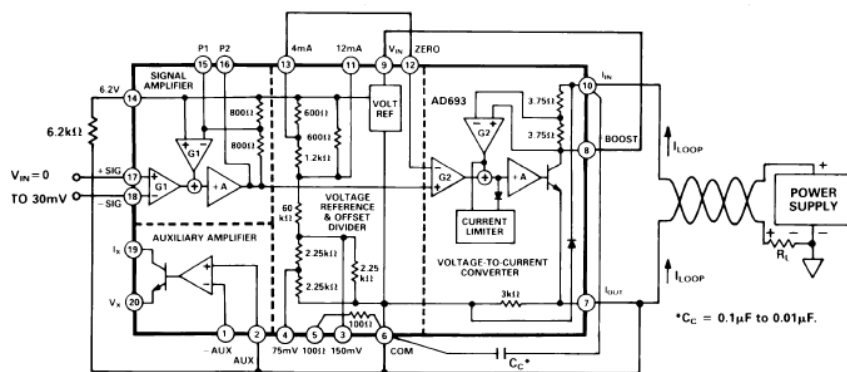 P1 P2 4mA 12mA V_IN ZERO
15 16 13 11 9 12 I_IN
SIGNAL
AMPLIFIER
6.2V
14
10
800Ω
800Ω
600Ω
600Ω
1.2kΩ
VOLT
REF
AD693
3.75Ω
3.75Ω
- +
G2
8 BOOST
6.2kΩ
+ -
G1
V_IN = 0
TO 30mV
+ SIG
17
18
- SIG
+
-
G1
+
+A
-
+
G2
+
+A
CURRENT
LIMITER
60
kΩ
VOLTAGE
REFERENCE
& OFFSET
DIVIDER
AUXILIARY AMPLIFIER
I_X
19
V_X
20
+
-
2.25kΩ
2.25kΩ
2.25
kΩ
VOLTAGE-TO-CURRENT
CONVERTER
3kΩ
I_OUT
7
100Ω
1 2 4 5 3 6
-AUX
AUX
75mV 100Ω 150mV COM
C_C*
I_LOOP
I_LOOP
+
POWER
SUPPLY
+ - -
R_L
*C_C = 0.1μF to 0.01μF.